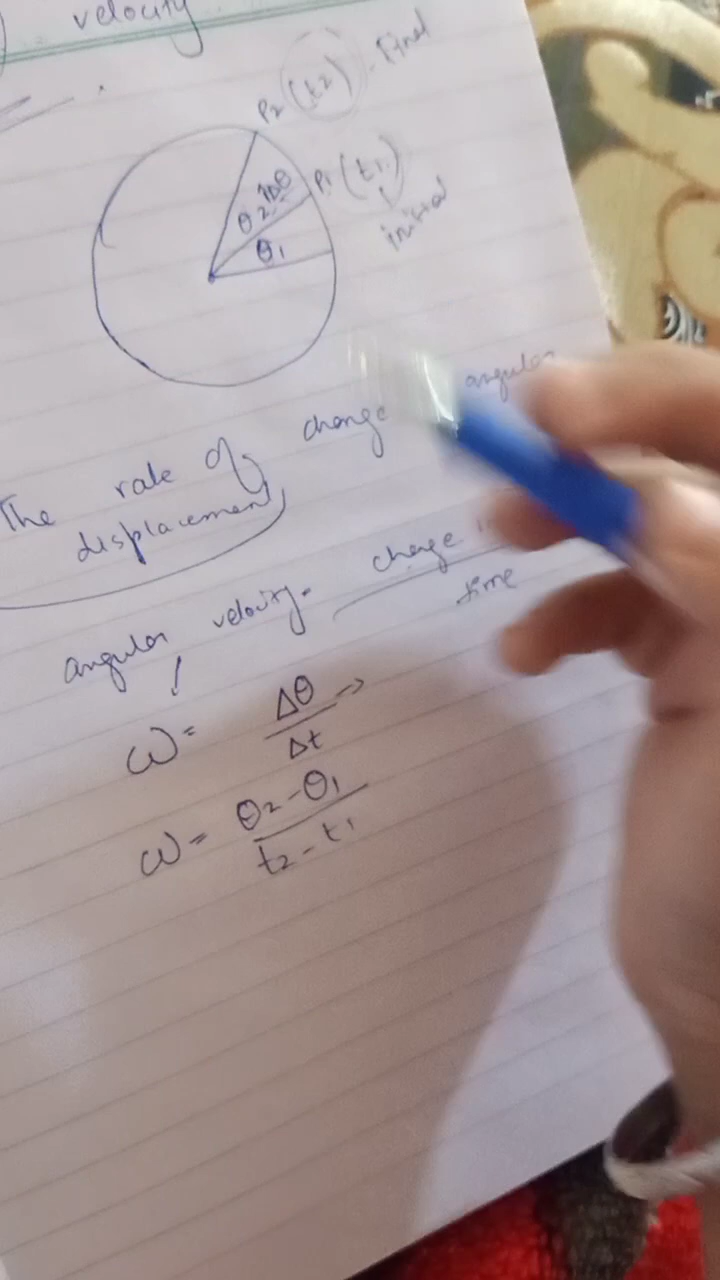 velocity
P2 (t2) - Final
P1 (t1)
initial
θ2 Δθ
θ1
The rate of change angular
displacement
angular velocity = change
time
ω = Δθ →
Δt
ω = θ2 - θ1
t2 - t1